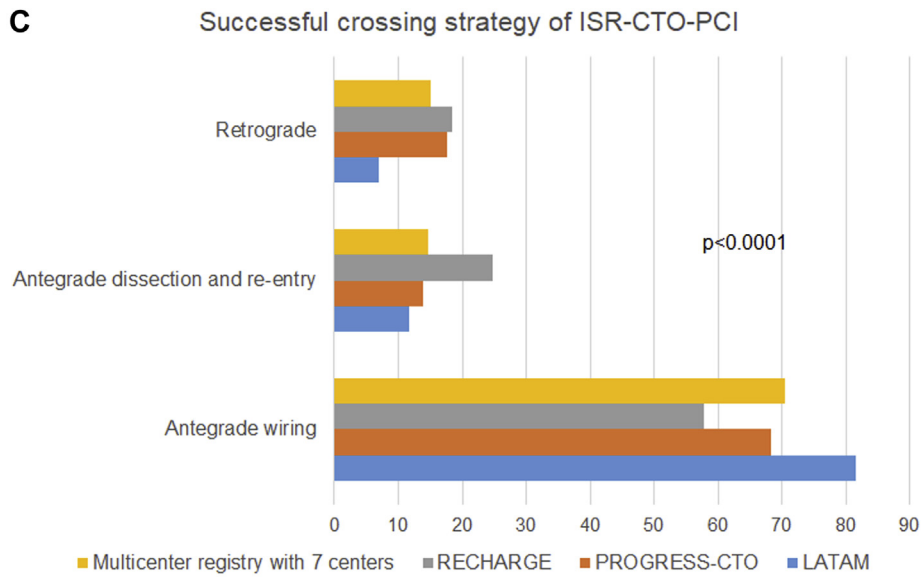 C
Successful crossing strategy of ISR-CTO-PCI
Retrograde
p<0.0001
Antegrade dissection and re-entry
Antegrade wiring
0 10 20 30 40 50 60 70 80 90
Multicenter registry with 7 centers RECHARGE PROGRESS-CTO LATAM